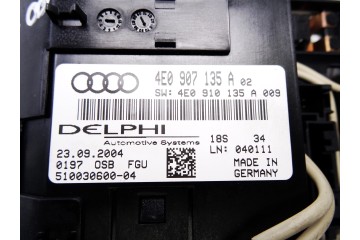 4E0 907 135 A 02
SW: 4E0 910 135 A 009
DELPHI
Automotive Systems
18S 34
23.09.2004
LN: 040111
0197 OSB FGU
MADE IN
510030600-04
GERMANY